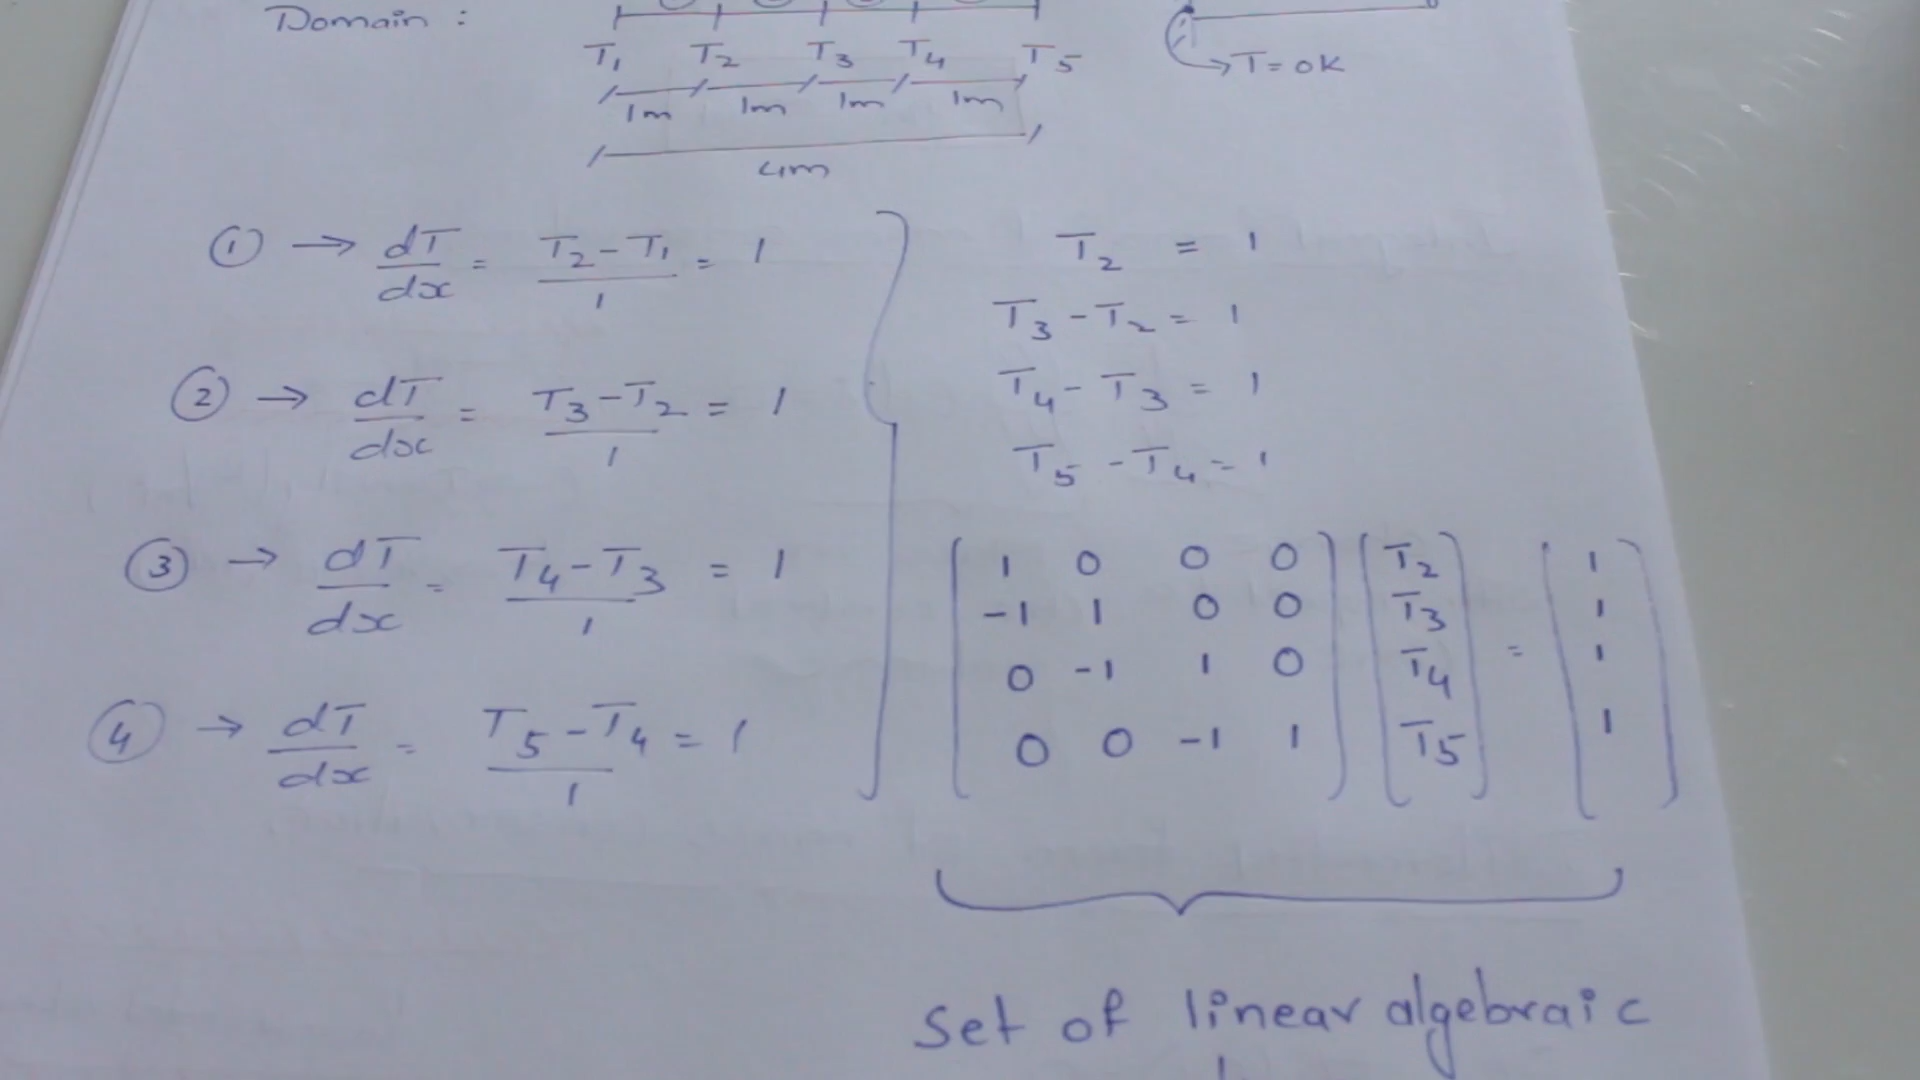 Domain :
T1 T2 T3 T4 T5
→ T = 0K
1m 1m 1m 1m
4m
① → dT/dx = (T2 - T1)/1 = 1
② → dT/dx = (T3 - T2)/1 = 1
③ → dT/dx = (T4 - T3)/1 = 1
④ → dT/dx = (T5 - T4)/1 = 1
T2 = 1
T3 - T2 = 1
T4 - T3 = 1
T5 - T4 = 1
1 0 0 0 T2 1
-1 1 0 0 T3 1
0 -1 1 0 T4 = 1
0 0 -1 1 T5 1
Set of linear algebraic